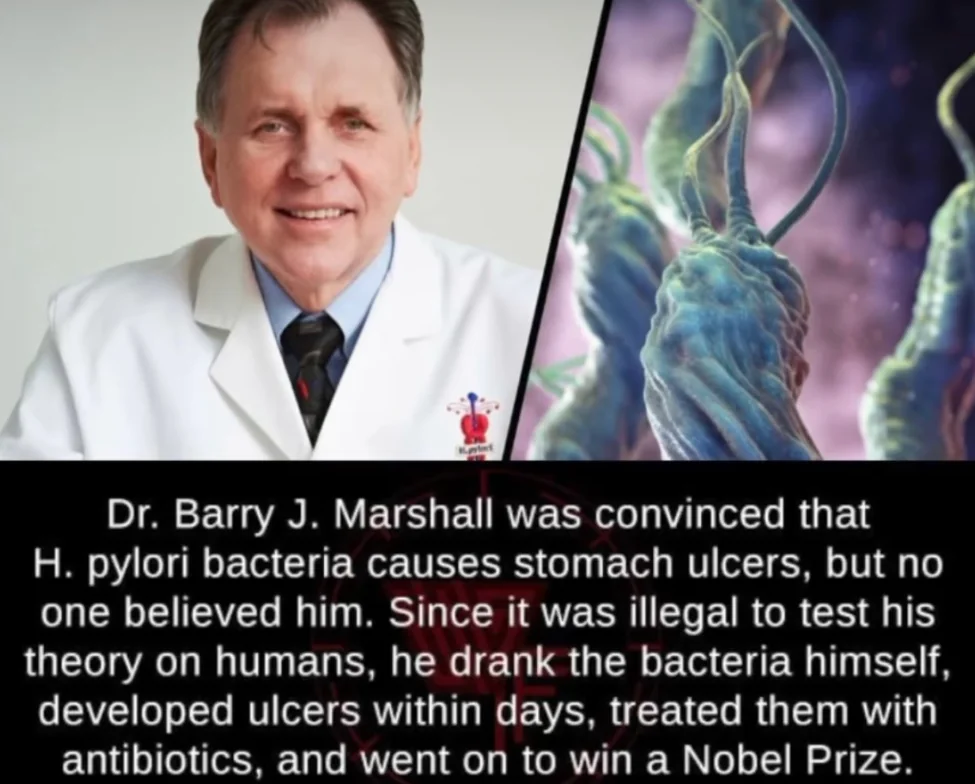 H.pylori
Dr. Barry J. Marshall was convinced that
H. pylori bacteria causes stomach ulcers, but no
one believed him. Since it was illegal to test his
theory on humans, he drank the bacteria himself,
developed ulcers within days, treated them with
antibiotics, and went on to win a Nobel Prize.